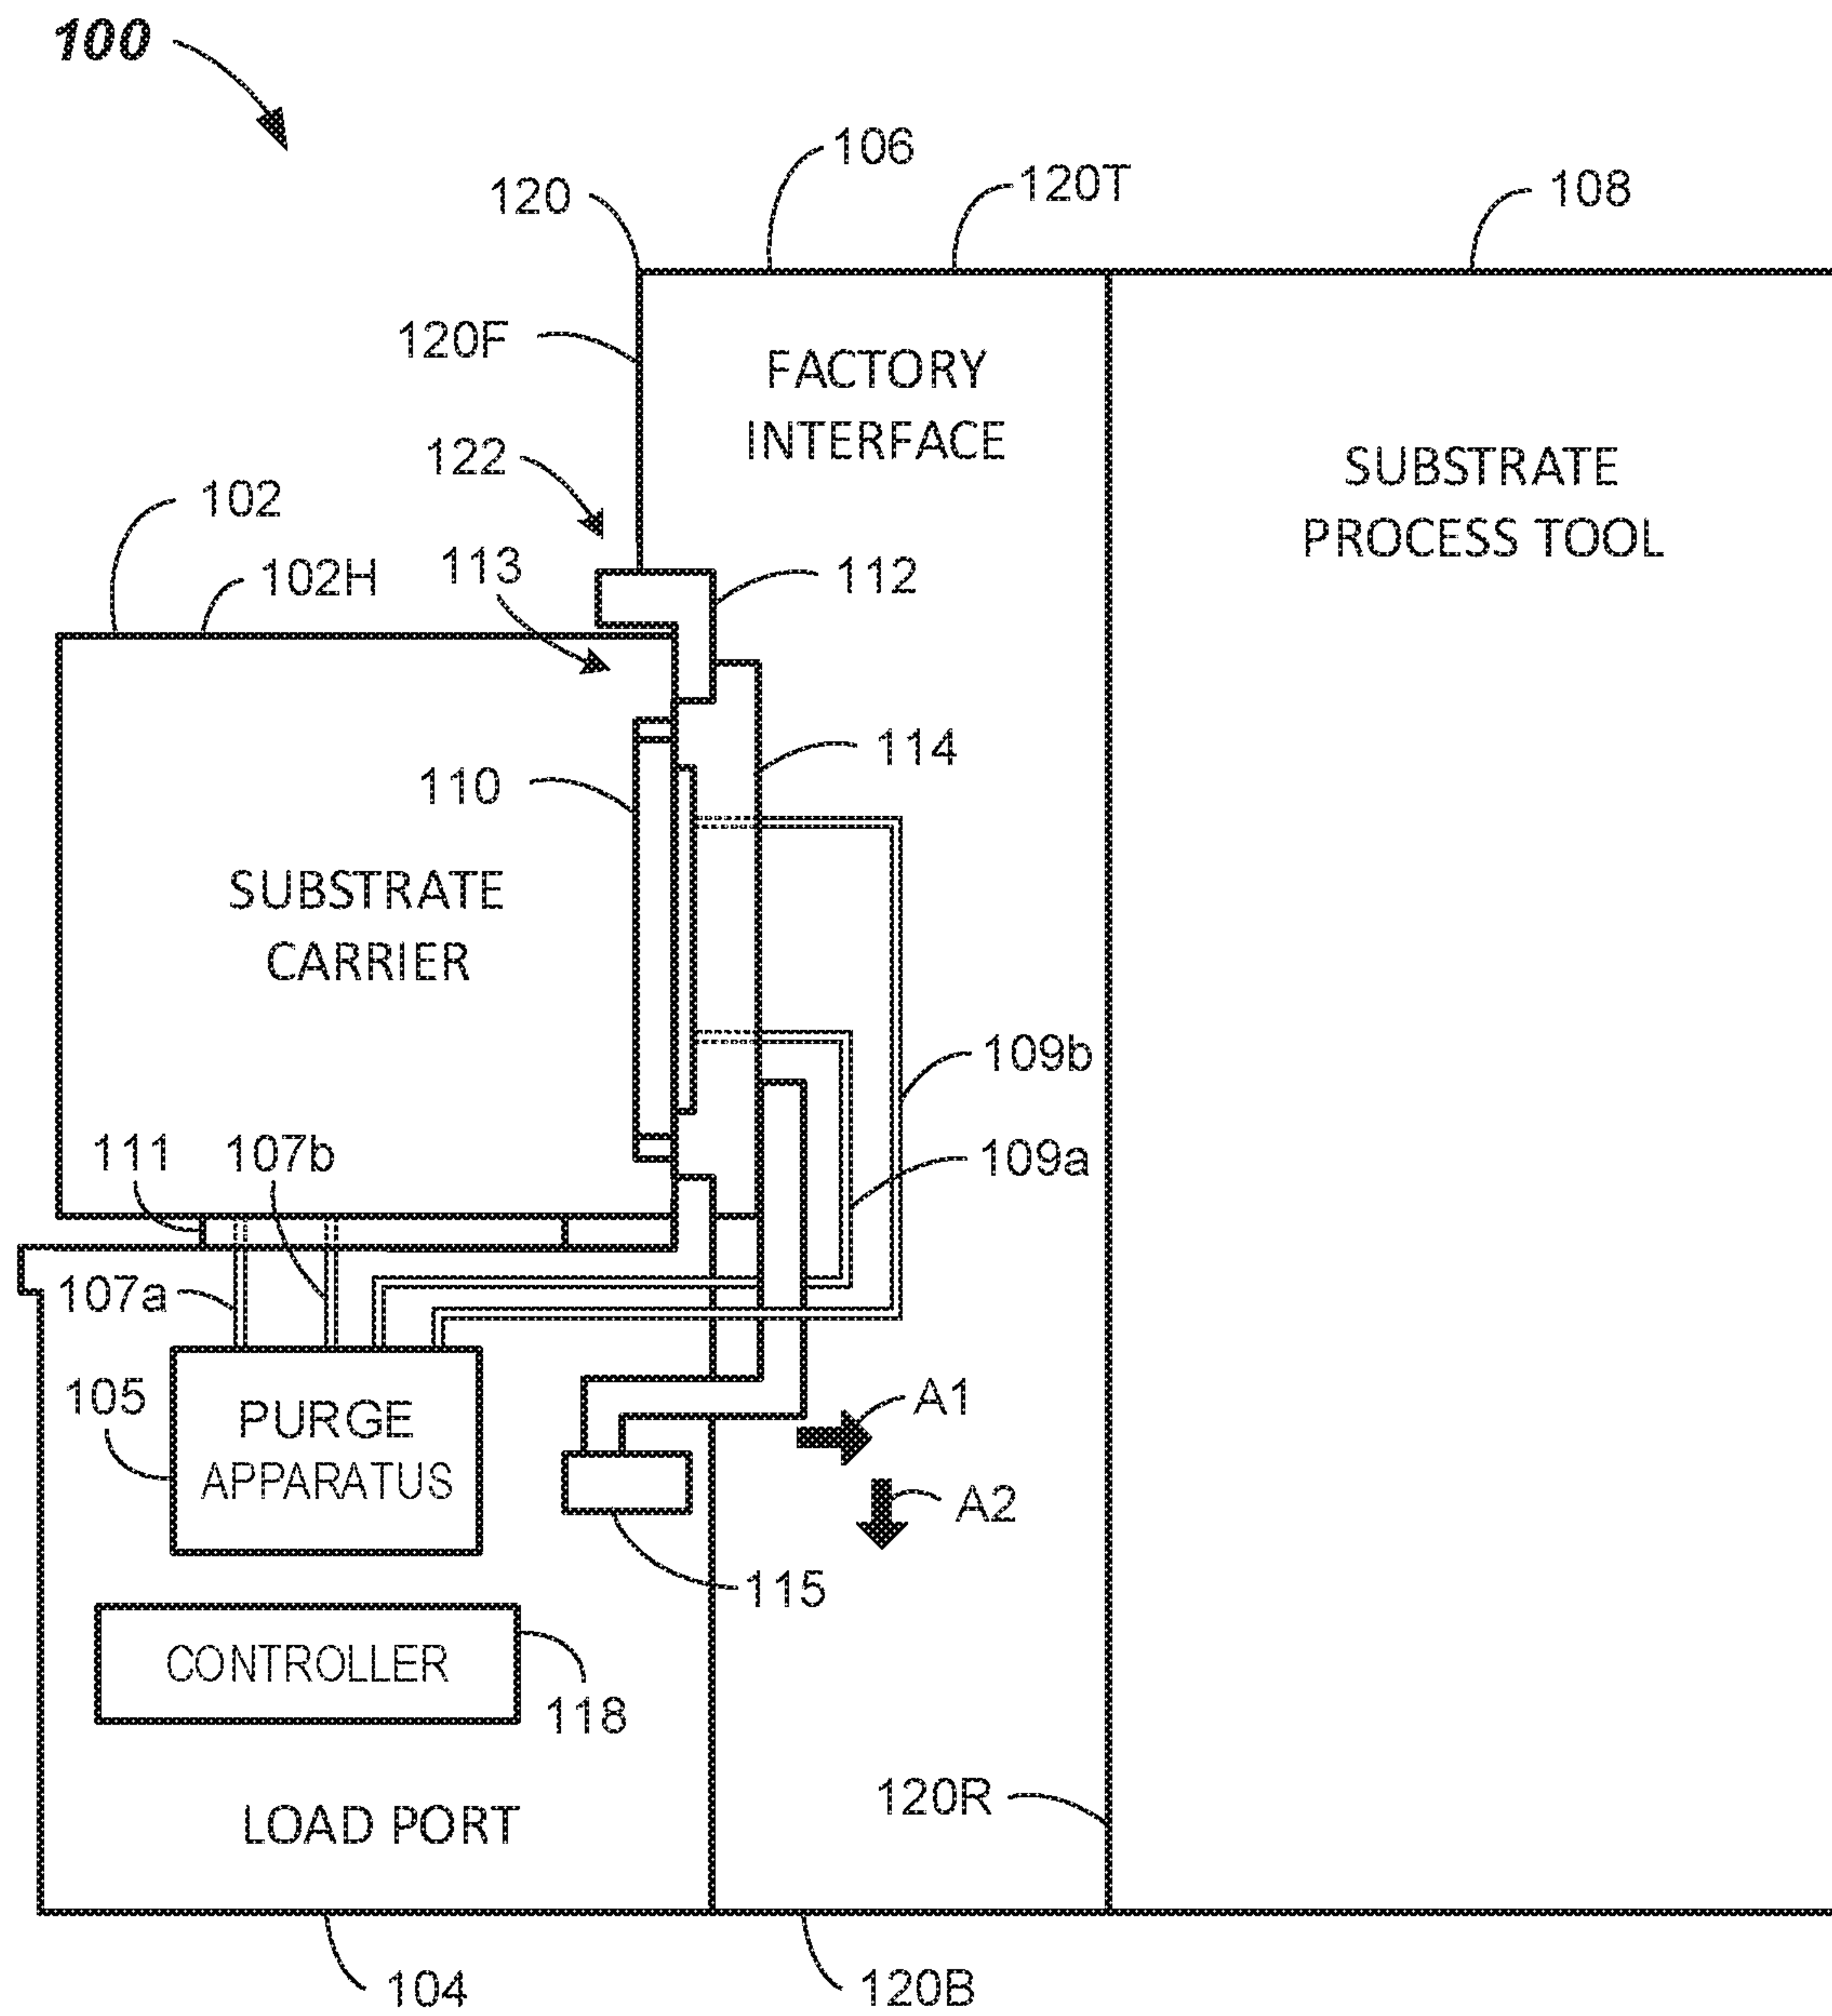 100
106
120T
120
108
120F
FACTORY
INTERFACE
122
SUBSTRATE
PROCESS TOOL
102
102H
113
112
114
110
SUBSTRATE
CARRIER
109b
111
107b
109a
107a
105
PURGE
APPARATUS
A1
A2
115
CONTROLLER
118
120R
LOAD PORT
104
120B